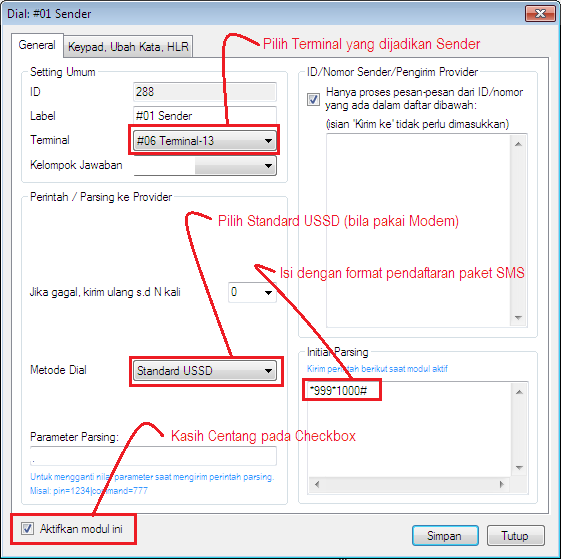 Dial: #01 Sender
General
Keypad, Ubah Kata, HLR
Pilih Terminal yang dijadikan Sender
Setting Umum
ID
288
Label
#01 Sender
Terminal
#06 Terminal-13
Kelompok Jawaban
ID/Nomor Sender/Pengirim Provider
Hanya proses pesan-pesan dari ID/nomor
yang ada dalam daftar dibawah:
(isian 'Kirim ke' tidak perlu dimasukkan)
Perintah / Parsing ke Provider
Pilih Standard USSD (bila pakai Modem)
Isi dengan format pendaftaran paket SMS
Jika gagal, kirim ulang s.d N kali
0
Metode Dial
Standard USSD
Initial Parsing
Kirim perintah berikut saat modul aktif
*999*1000#
Kasih Centang pada Checkbox
Parameter Parsing:
.
Untuk mengganti nilai parameter saat mengirim perintah parsing.
Misal: pin=1234|command=777
Aktifkan modul ini
Simpan
Tutup